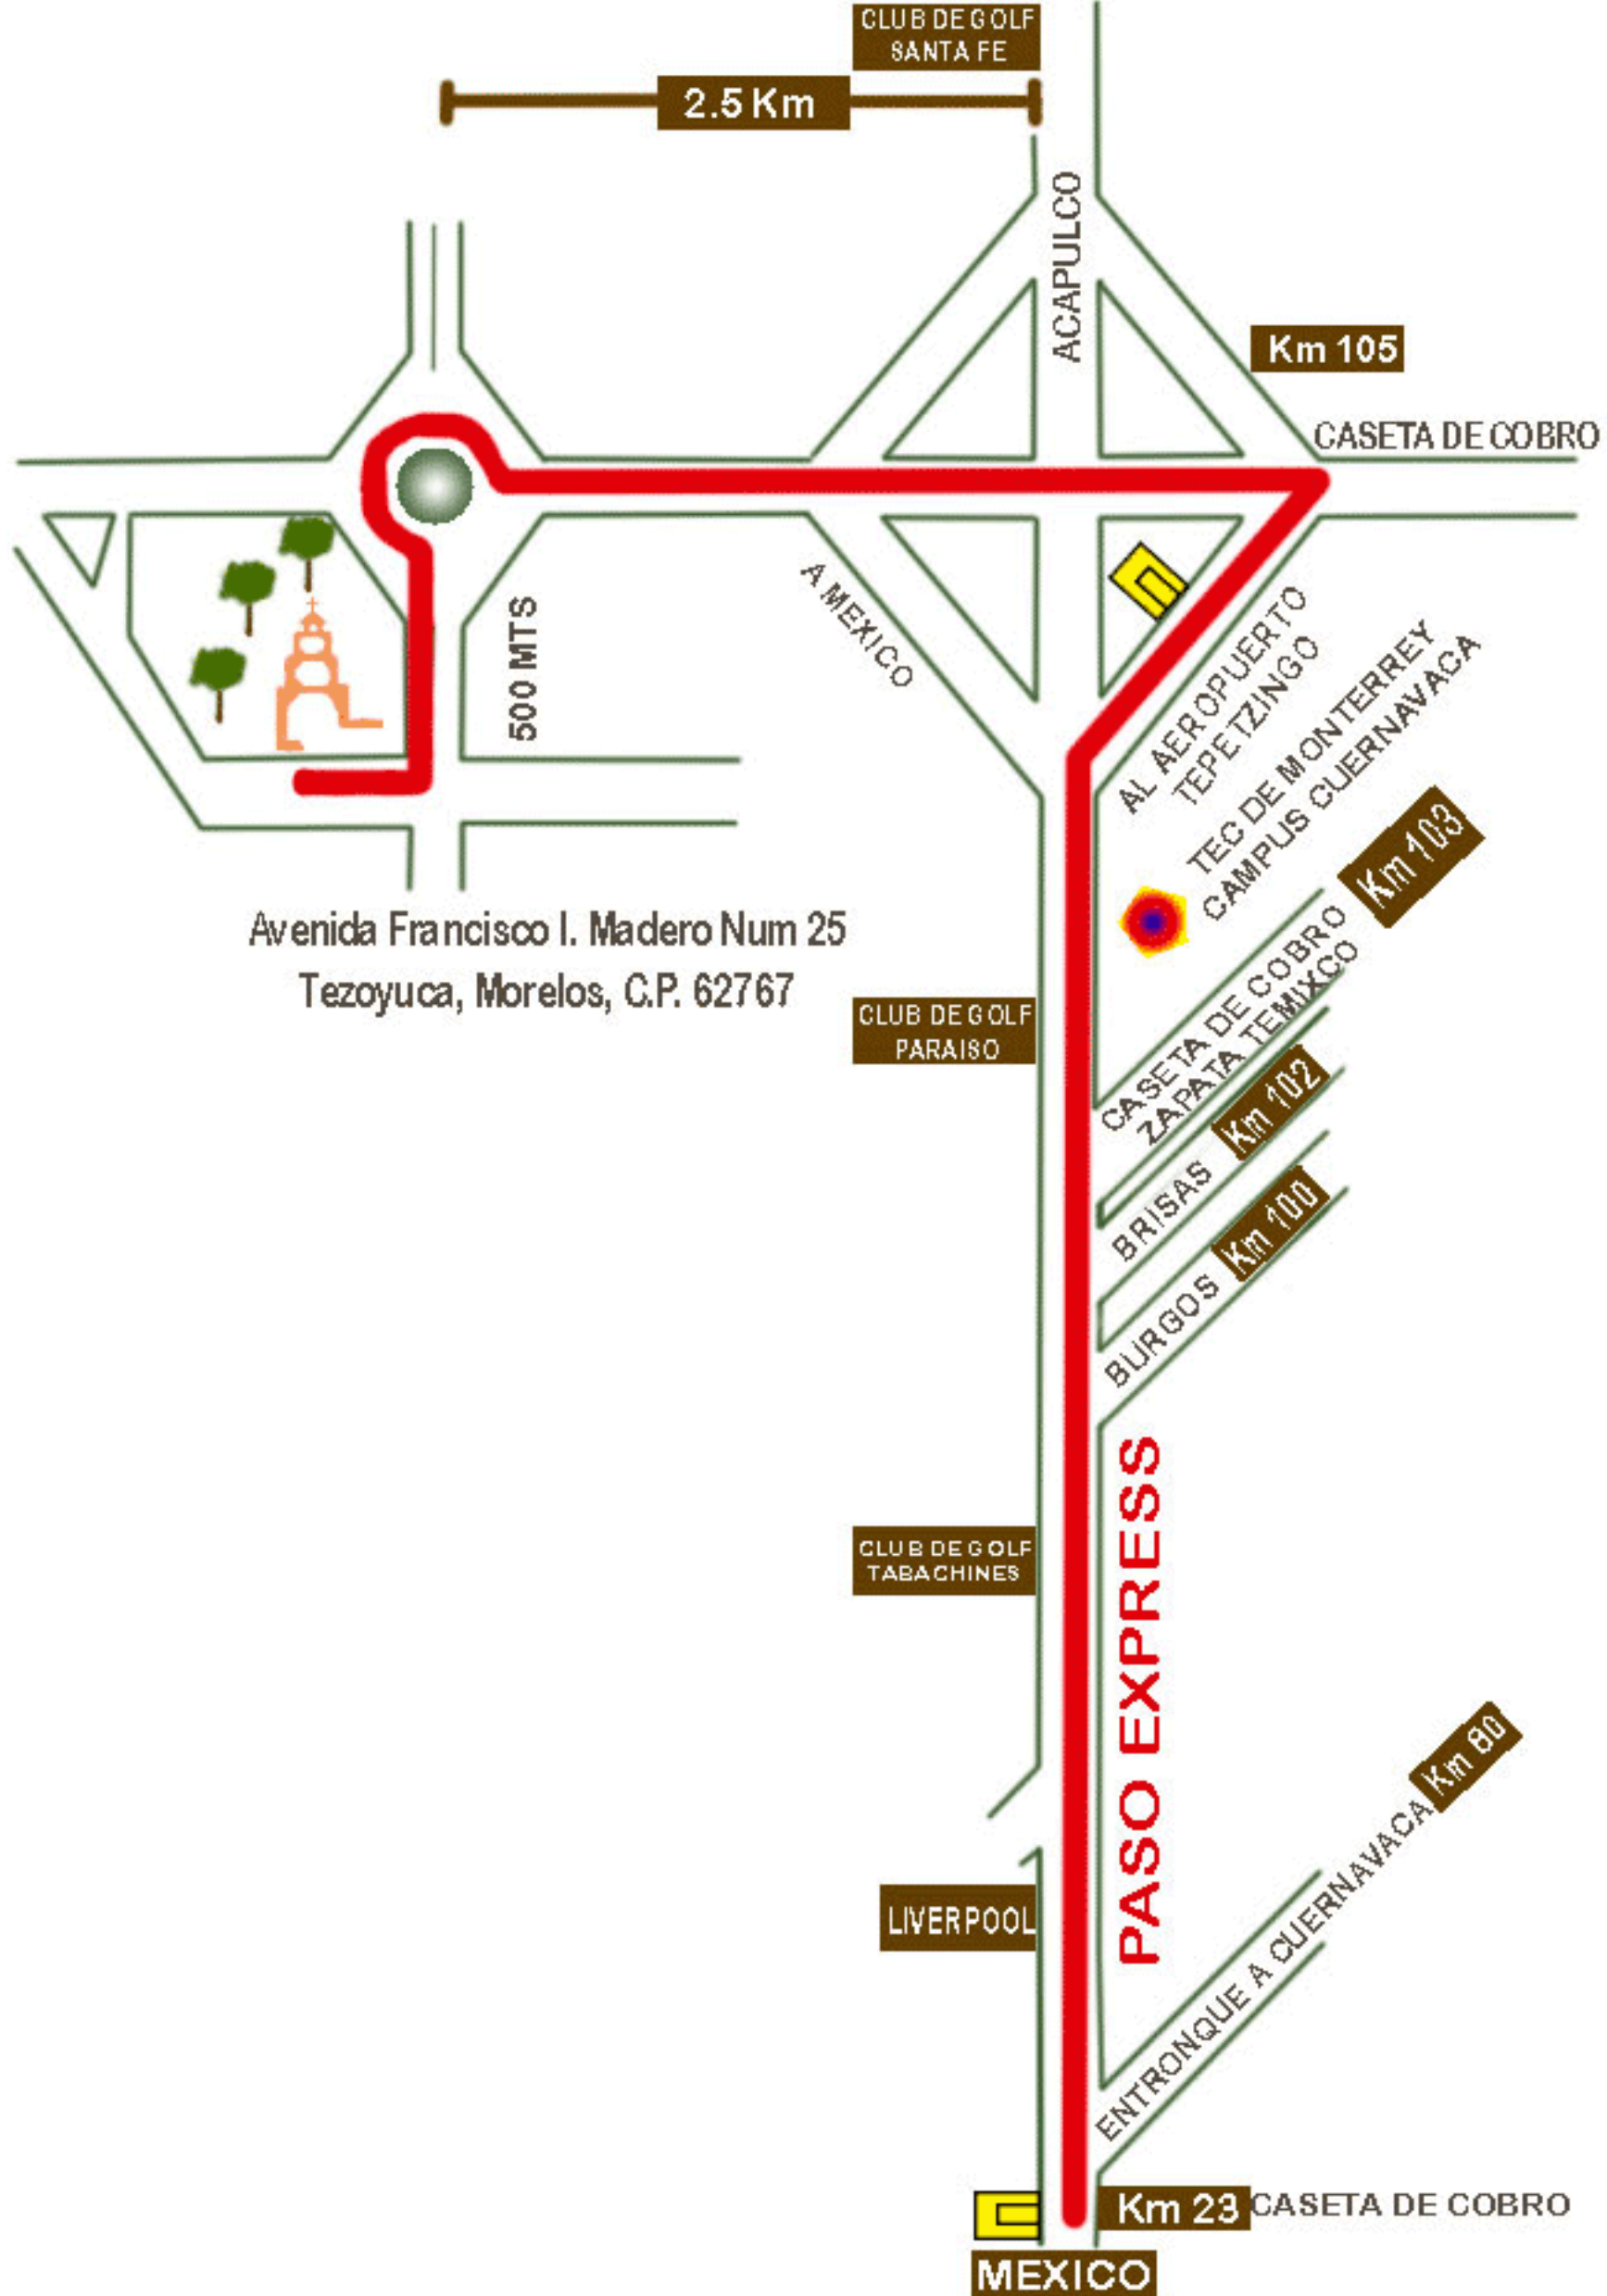 CLUB DE GOLF
SANTA FE
2.5 Km
ACAPULCO
Km 105
CASETA DE COBRO
A MEXICO
500 MTS
AL AEROPUERTO
TEPETZINGO
TEC DE MONTERREY
CAMPUS CUERNAVACA
Km 103
Avenida Francisco I. Madero Num 25
Tezoyuca, Morelos, C.P. 62767
CASETA DE COBRO
ZAPATA TEMIXCO
CLUB DE GOLF
PARAISO
Km 102
BRISAS
Km 100
BURGOS
PASO EXPRESS
CLUB DE GOLF
TABACHINES
Km 80
ENTRONQUE A CUERNAVACA
LIVERPOOL
Km 23
CASETA DE COBRO
MEXICO